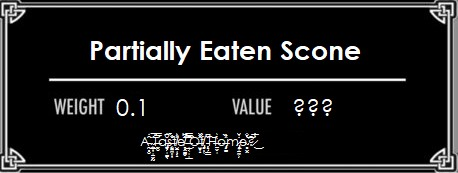 Partially Eaten Scone
WEIGHT 0.1 VALUE ???
A Taste Of Home